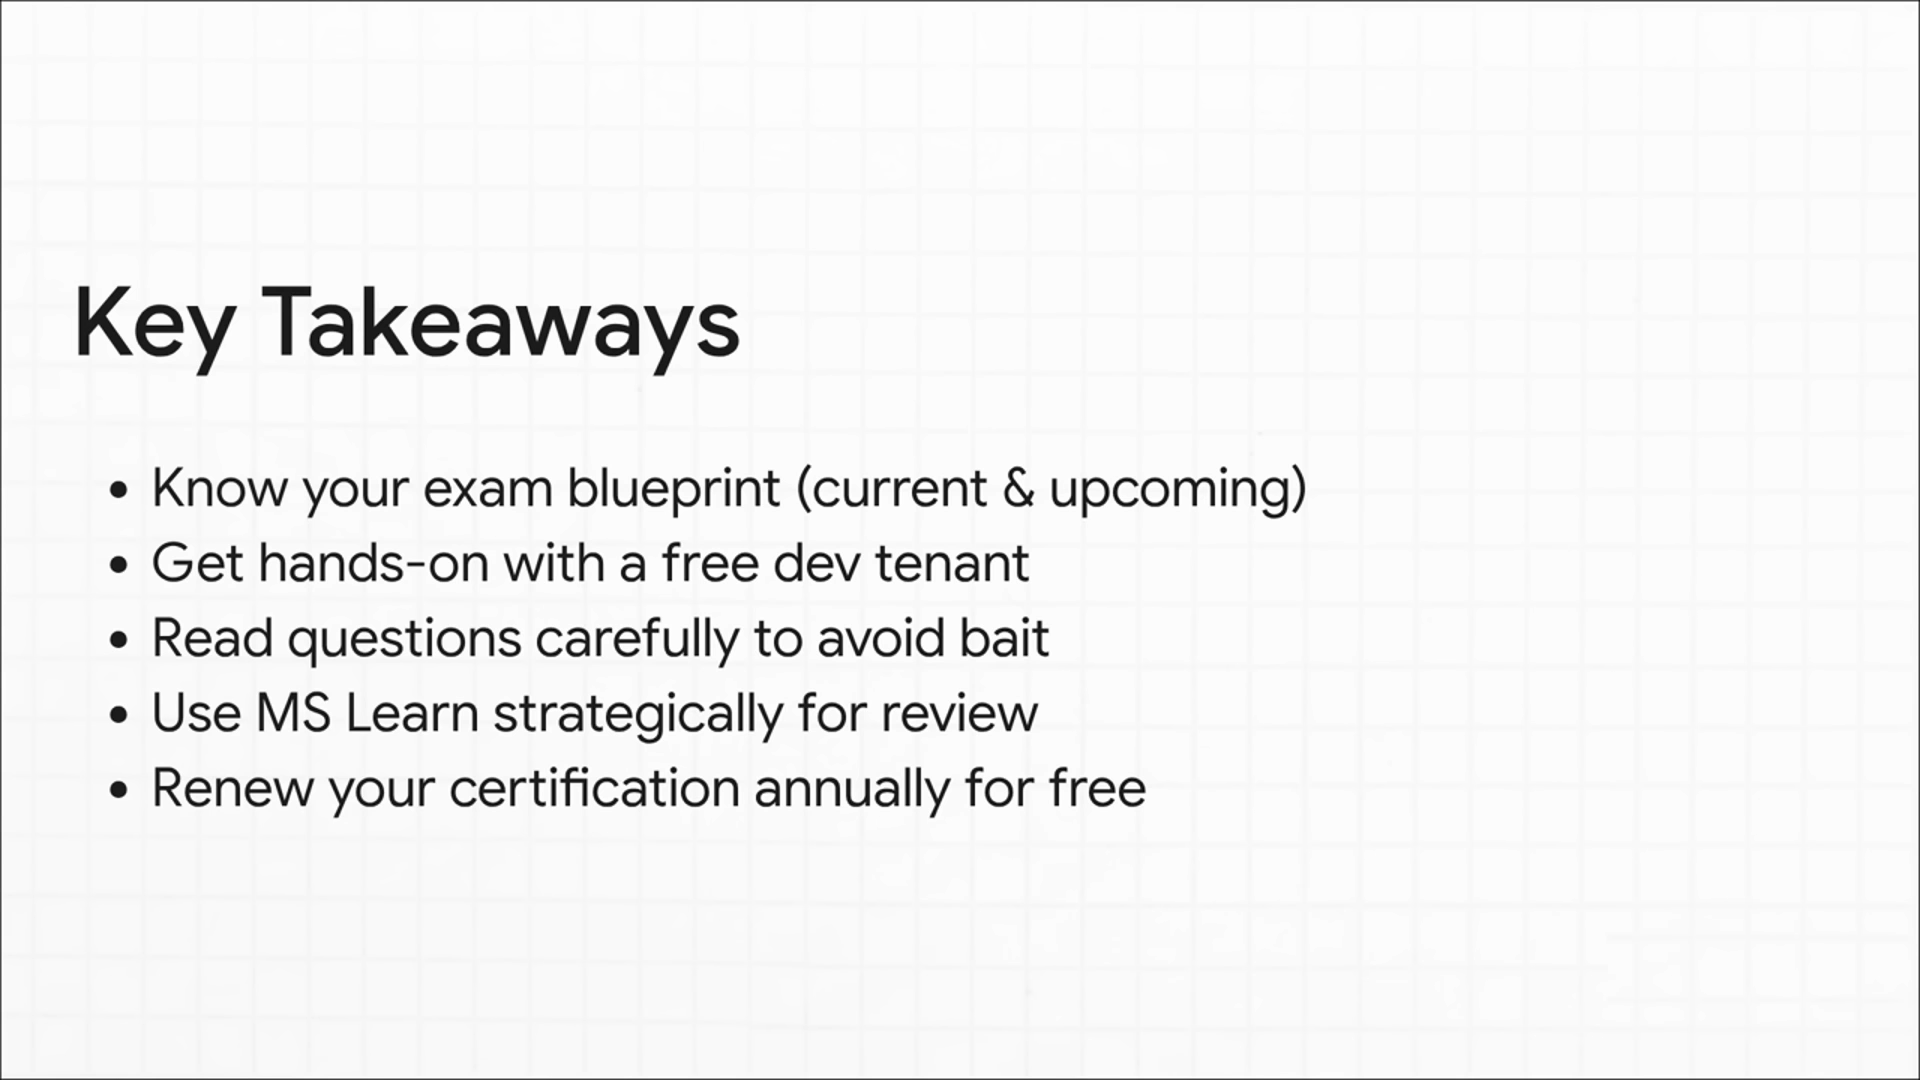 Key Takeaways
• Know your exam blueprint (current & upcoming)
• Get hands-on with a free dev tenant
• Read questions carefully to avoid bait
• Use MS Learn strategically for review
• Renew your certification annually for free